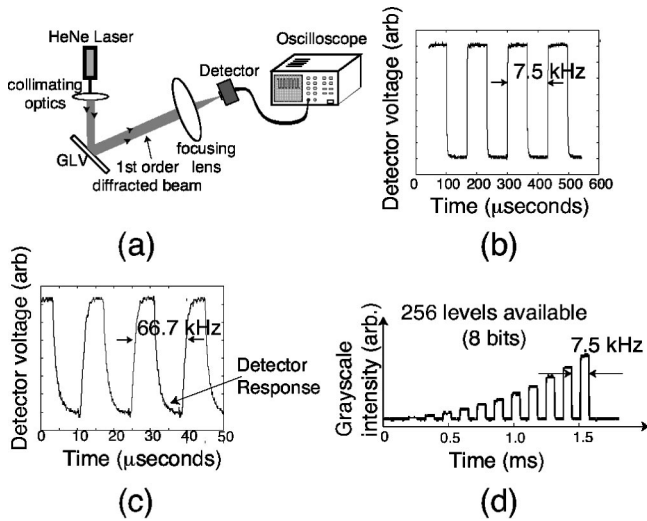 HeNe Laser
Oscilloscope
Detector
collimating
optics
GLV
1st order
diffracted beam
focusing
lens
(a)
Detector voltage (arb)
7.5 kHz
0 100 200 300 400 500 600
Time (μseconds)
(b)
Detector voltage (arb)
66.7 kHz
Detector
Response
0 10 20 30 40 50
Time (μseconds)
(c)
256 levels available
(8 bits)
7.5 kHz
Grayscale
intensity (arb.)
0 0.5 1.0 1.5
Time (ms)
(d)